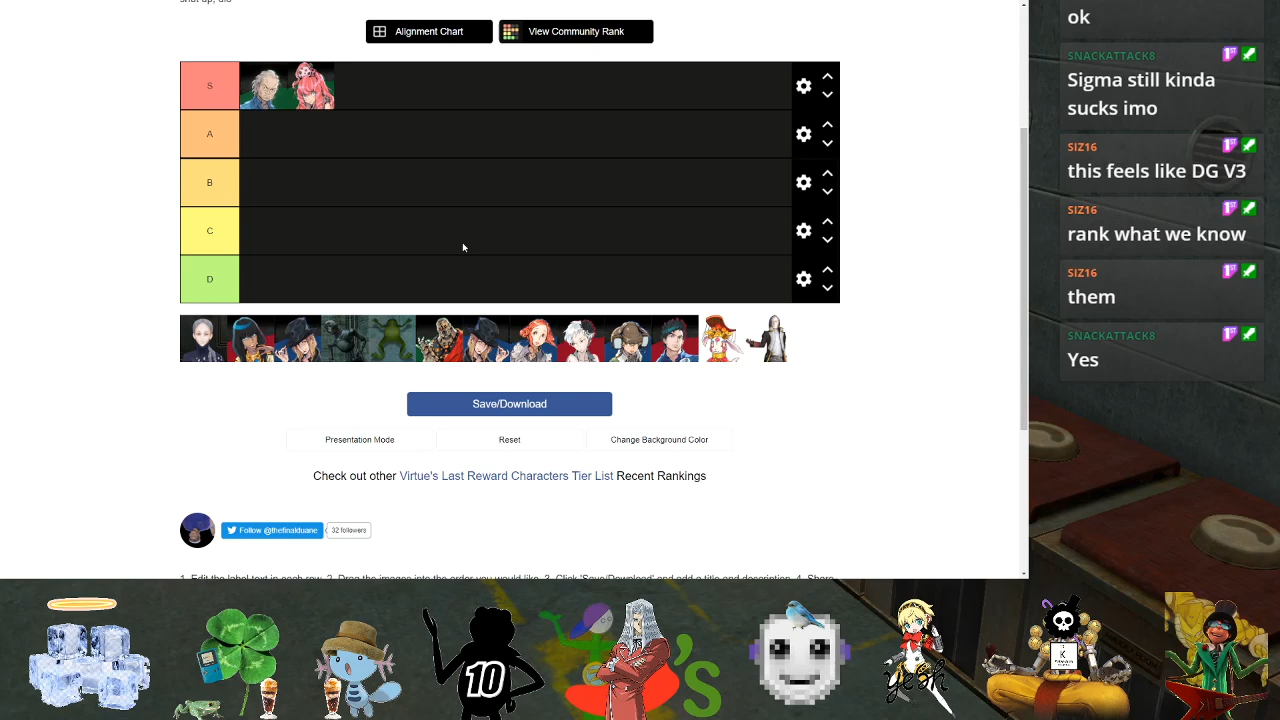 Alignment Chart
View Community Rank
S
A
B
C
D
Save/Download
Presentation Mode
Reset
Change Background Color
Check out other Virtue's Last Reward Characters Tier List Recent Rankings
Follow @thefinalduane
32 followers
ok
SNACKATTACK8
Sigma still kinda
sucks imo
SIZ16
this feels like DG V3
SIZ16
rank what we know
SIZ16
them
SNACKATTACK8
Yes
10
's
yeah
K